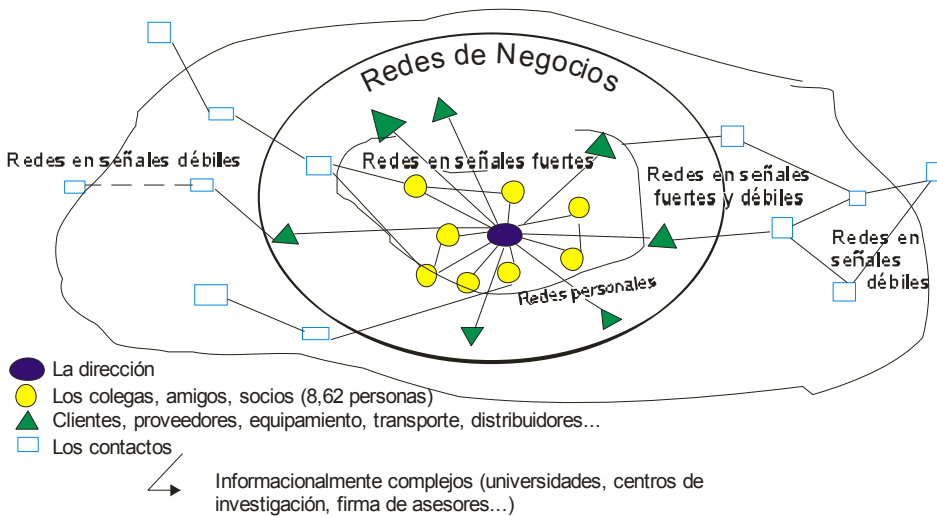 Redes de Negocios
Redes en señales débiles
Redes en señales fuertes
Redes en señales
fuertes y débiles
Redes en
señales
débiles
Redes personales
La dirección
Los colegas, amigos, socios (8,62 personas)
Clientes, proveedores, equipamiento, transporte, distribuidores...
Los contactos
Informacionalmente complejos (universidades, centros de
investigación, firma de asesores...)